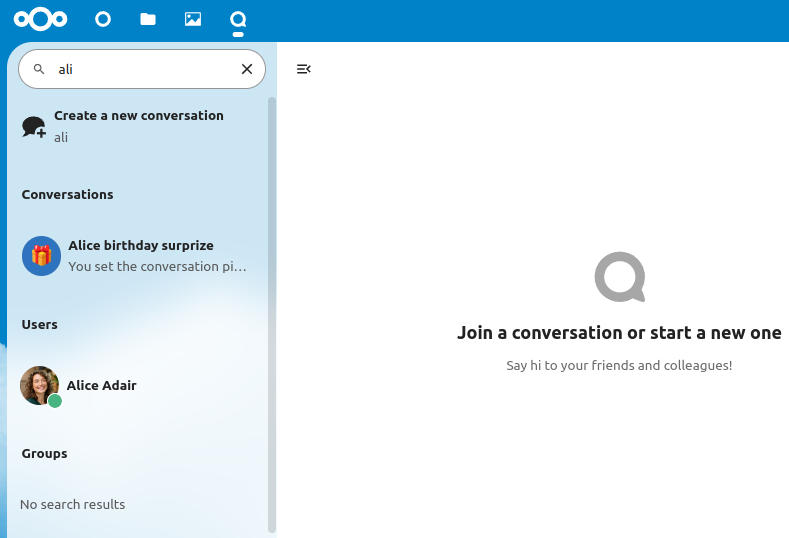 ali
Create a new conversation
ali
Conversations
Alice birthday surprize
You set the conversation pi…
Users
Alice Adair
Groups
No search results
Join a conversation or start a new one
Say hi to your friends and colleagues!